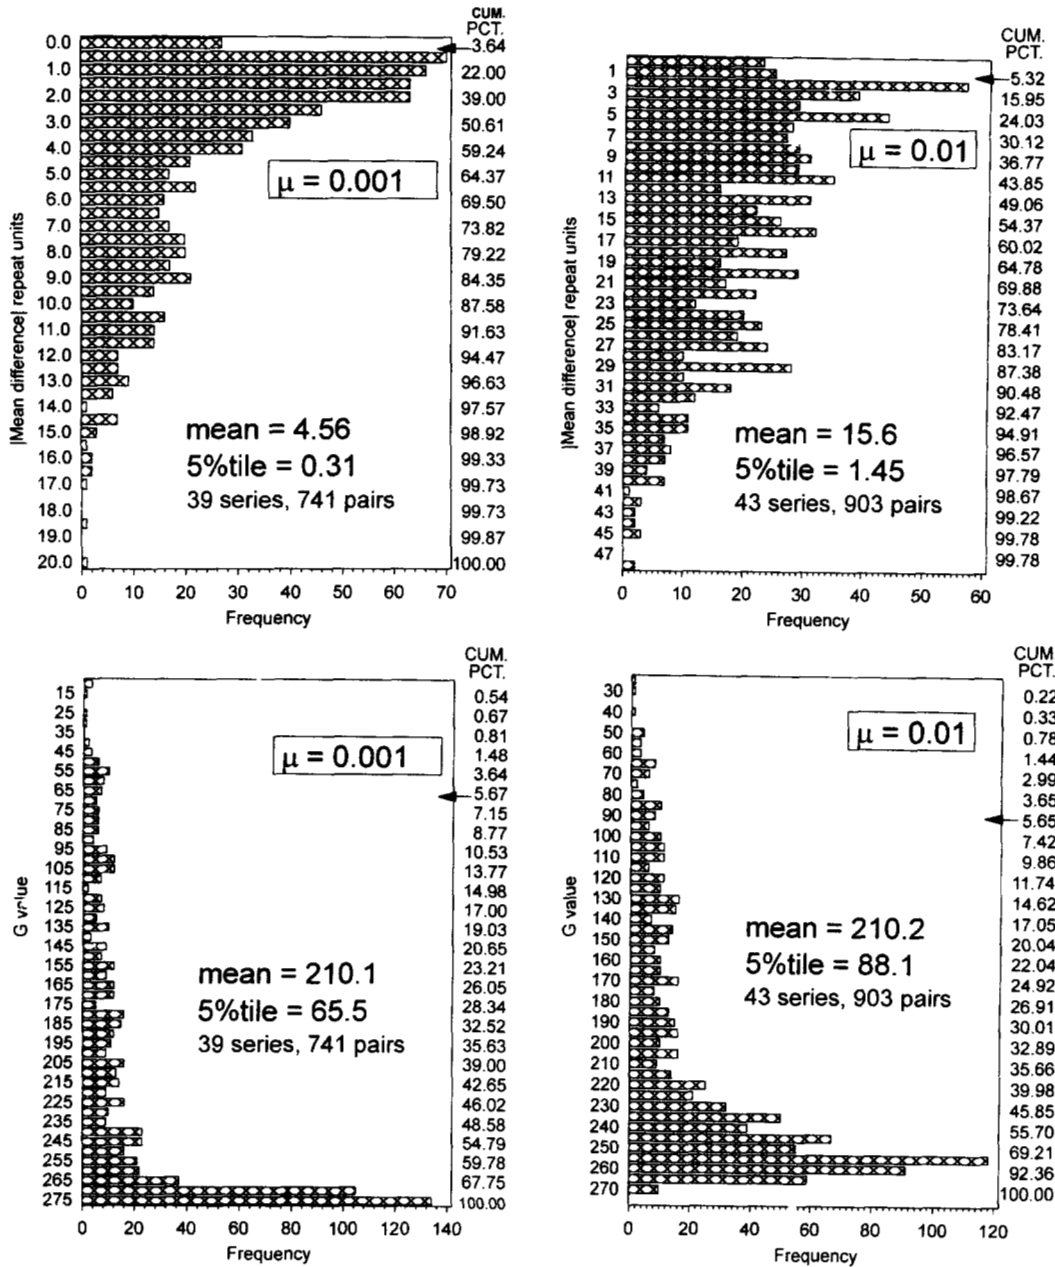 CUM.
PCT.
0.0 3.64
1.0 22.00
2.0 39.00
3.0 50.61
4.0 59.24
5.0 64.37
6.0 69.50
7.0 73.82
8.0 79.22
9.0 84.35
10.0 87.58
11.0 91.63
12.0 94.47
13.0 96.63
14.0 97.57
15.0 98.92
16.0 99.33
17.0 99.73
18.0 99.73
19.0 99.87
20.0 100.00
|Mean difference| repeat units
μ = 0.001
mean = 4.56
5%tile = 0.31
39 series, 741 pairs
0 10 20 30 40 50 60 70
Frequency
CUM.
PCT.
1 5.32
3 15.95
5 24.03
7 30.12
9 36.77
11 43.85
13 49.06
15 54.37
17 60.02
19 64.78
21 69.88
23 73.64
25 78.41
27 83.17
29 87.38
31 90.48
33 92.47
35 94.91
37 96.57
39 97.79
41 98.67
43 99.22
45 99.78
47 99.78
|Mean difference| repeat units
μ = 0.01
mean = 15.6
5%tile = 1.45
43 series, 903 pairs
0 10 20 30 40 50 60
Frequency
CUM.
PCT.
15 0.54
25 0.67
35 0.81
45 1.48
55 3.64
65 5.67
75 7.15
85 8.77
95 10.53
105 13.77
115 14.98
125 17.00
135 19.03
145 20.65
155 23.21
165 26.05
175 28.34
185 32.52
195 35.63
205 39.00
215 42.65
225 46.02
235 48.58
245 54.79
255 59.78
265 67.75
275 100.00
G value
μ = 0.001
mean = 210.1
5%tile = 65.5
39 series, 741 pairs
0 20 40 60 80 100 120 140
Frequency
CUM.
PCT.
30 0.22
40 0.33
50 0.78
60 1.44
70 2.99
80 3.65
90 5.65
100 7.42
110 9.86
120 11.74
130 14.62
140 17.05
150 20.04
160 22.04
170 24.92
180 26.91
190 30.01
200 32.89
210 35.66
220 39.98
230 45.85
240 55.70
250 69.21
260 92.36
270 100.00
G value
μ = 0.01
mean = 210.2
5%tile = 88.1
43 series, 903 pairs
0 20 40 60 80 100 120
Frequency